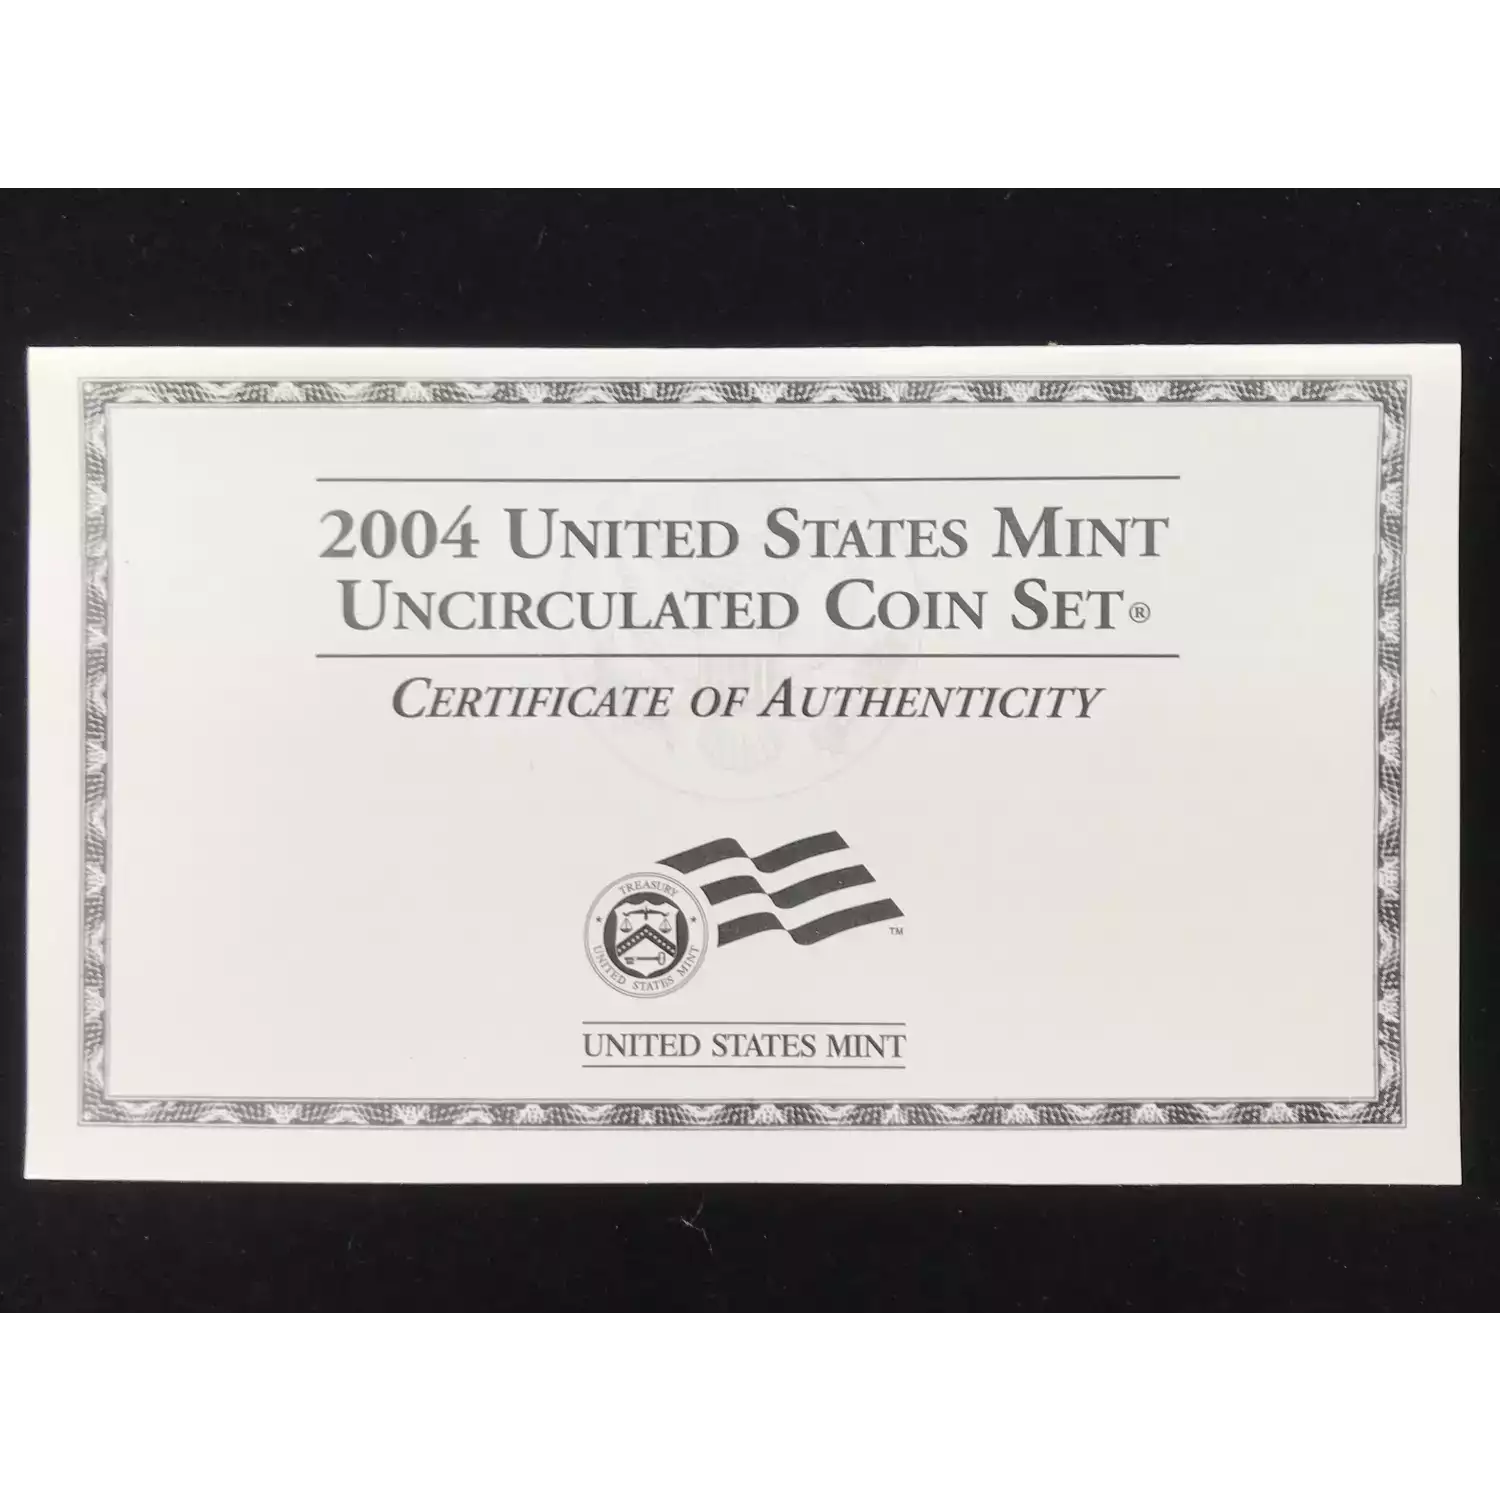 2004 UNITED STATES MINT
UNCIRCULATED COIN SET®
CERTIFICATE OF AUTHENTICITY
TREASURY
UNITED STATES MINT
TM
UNITED STATES MINT